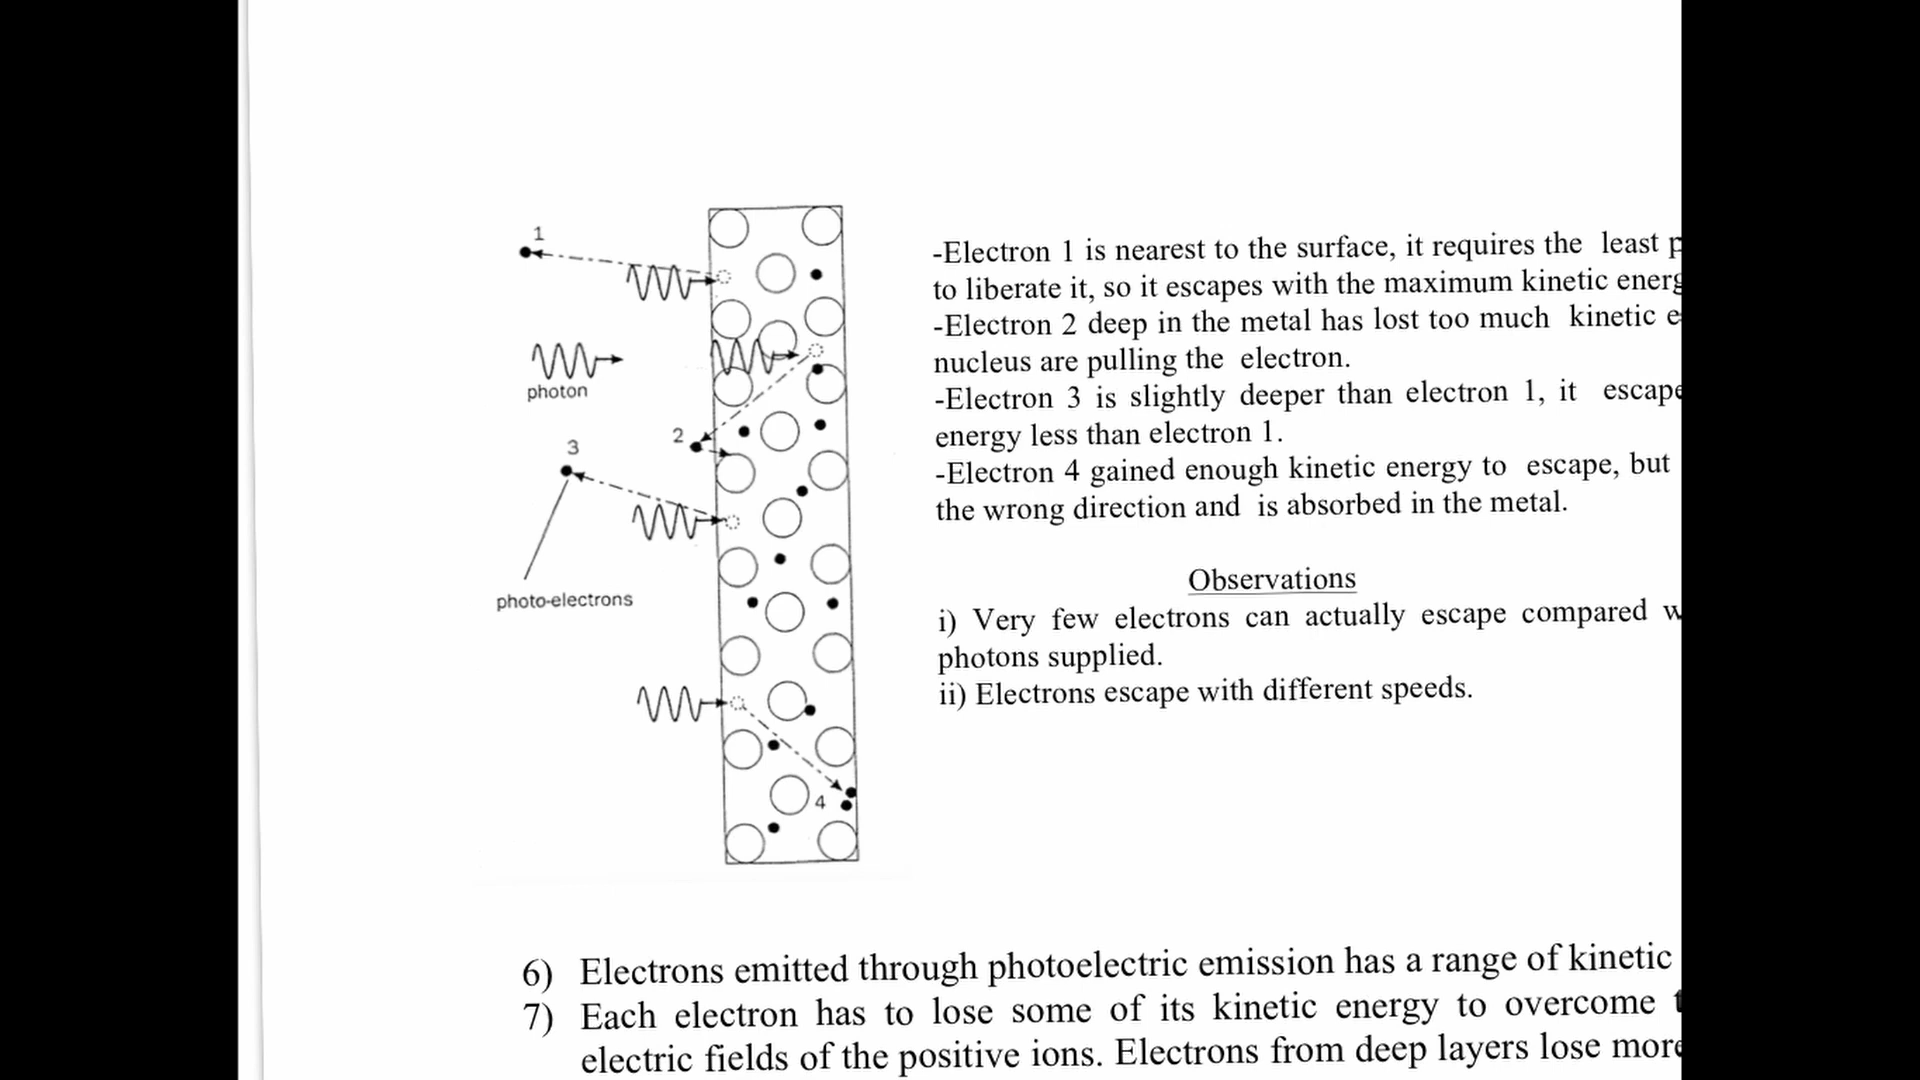 1
photon
2
3
photo-electrons
4
-Electron 1 is nearest to the surface, it requires the least
to liberate it, so it escapes with the maximum kinetic
-Electron 2 deep in the metal has lost too much kinetic
nucleus are pulling the electron.
-Electron 3 is slightly deeper than electron 1, it
energy less than electron 1.
-Electron 4 gained enough kinetic energy to escape, but
the wrong direction and is absorbed in the metal.
Observations
i) Very few electrons can actually escape compared
photons supplied.
ii) Electrons escape with different speeds.
6) Electrons emitted through photoelectric emission has a range of kinetic
7) Each electron has to lose some of its kinetic energy to overcome
electric fields of the positive ions. Electrons from deep layers lose more